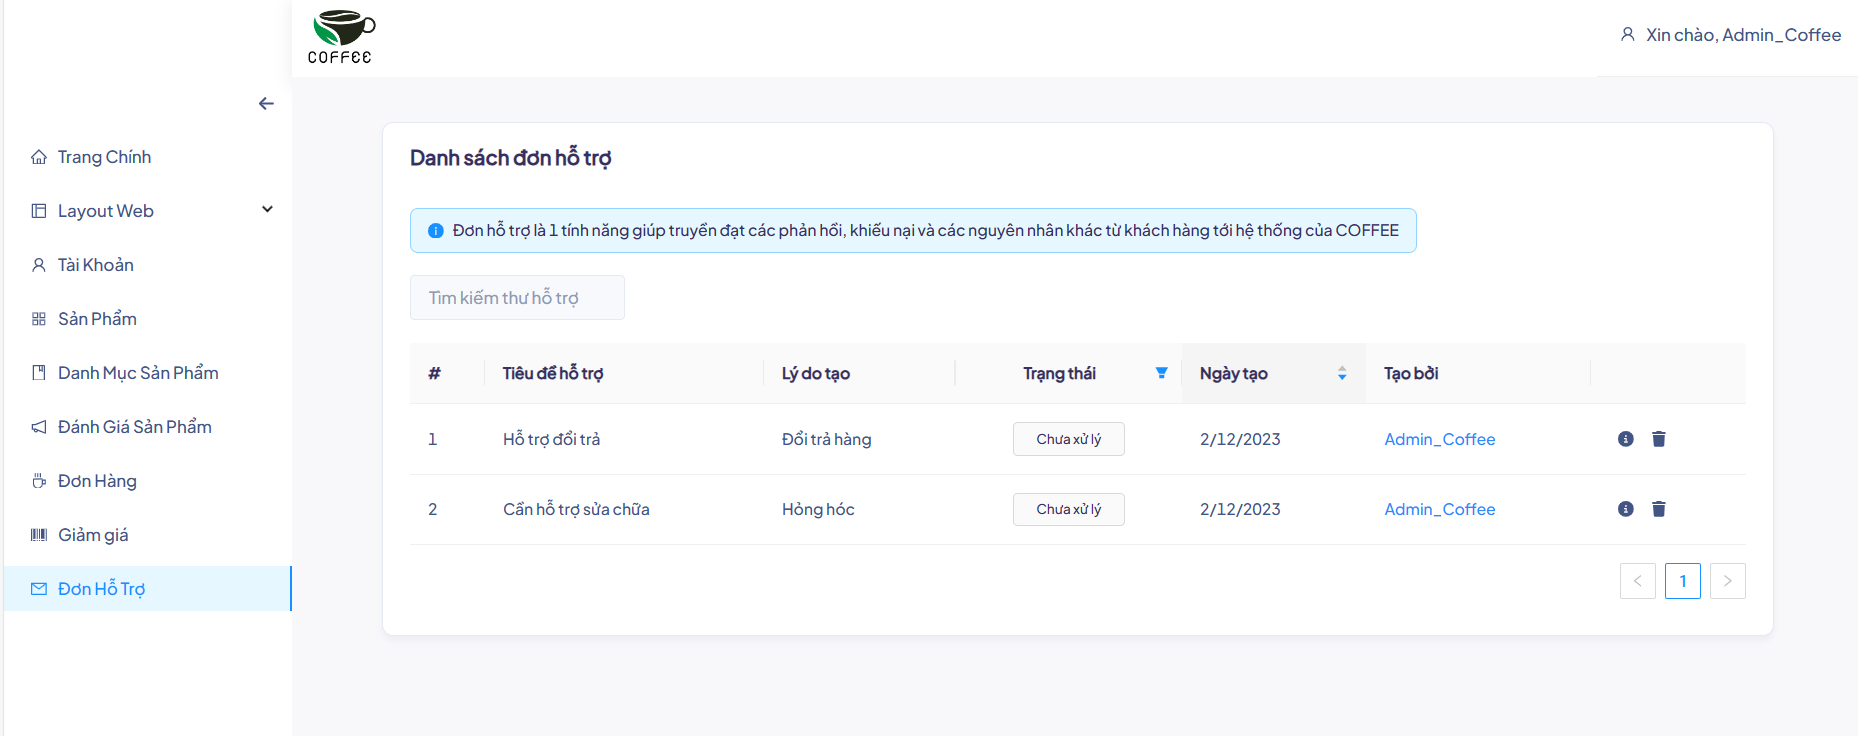 COFFEE
Xin chào, Admin_Coffee
Trang Chính
Layout Web
Tài Khoản
Sản Phẩm
Danh Mục Sản Phẩm
Đánh Giá Sản Phẩm
Đơn Hàng
Giảm giá
Đơn Hỗ Trợ
Danh sách đơn hỗ trợ
Đơn hỗ trợ là 1 tính năng giúp truyền đạt các phản hồi, khiếu nại và các nguyên nhân khác từ khách hàng tới hệ thống của COFFEE
Tìm kiếm thư hỗ trợ
# Tiêu đề hỗ trợ Lý do tạo Trạng thái Ngày tạo Tạo bởi
1 Hỗ trợ đổi trả Đổi trả hàng Chưa xử lý 2/12/2023 Admin_Coffee
2 Cần hỗ trợ sửa chữa Hỏng hóc Chưa xử lý 2/12/2023 Admin_Coffee
< 1 >